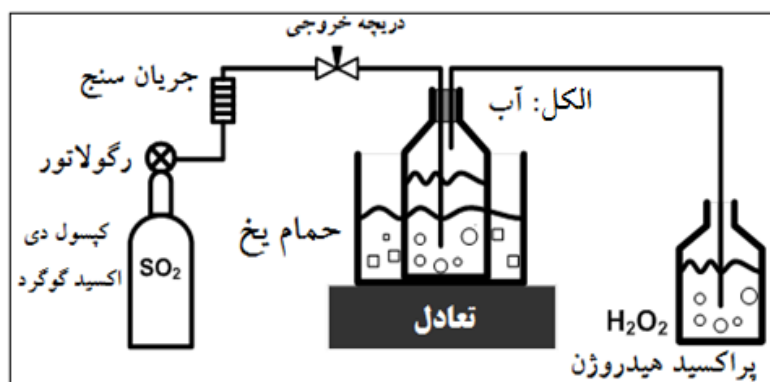 دریچه خروجی
جریان سنج
الکل: آب
رگولاتور
حمام یخ
کپسول دی
اکسید گوگرد
SO2
تعادل
H2O2
پراکسید هیدروژن